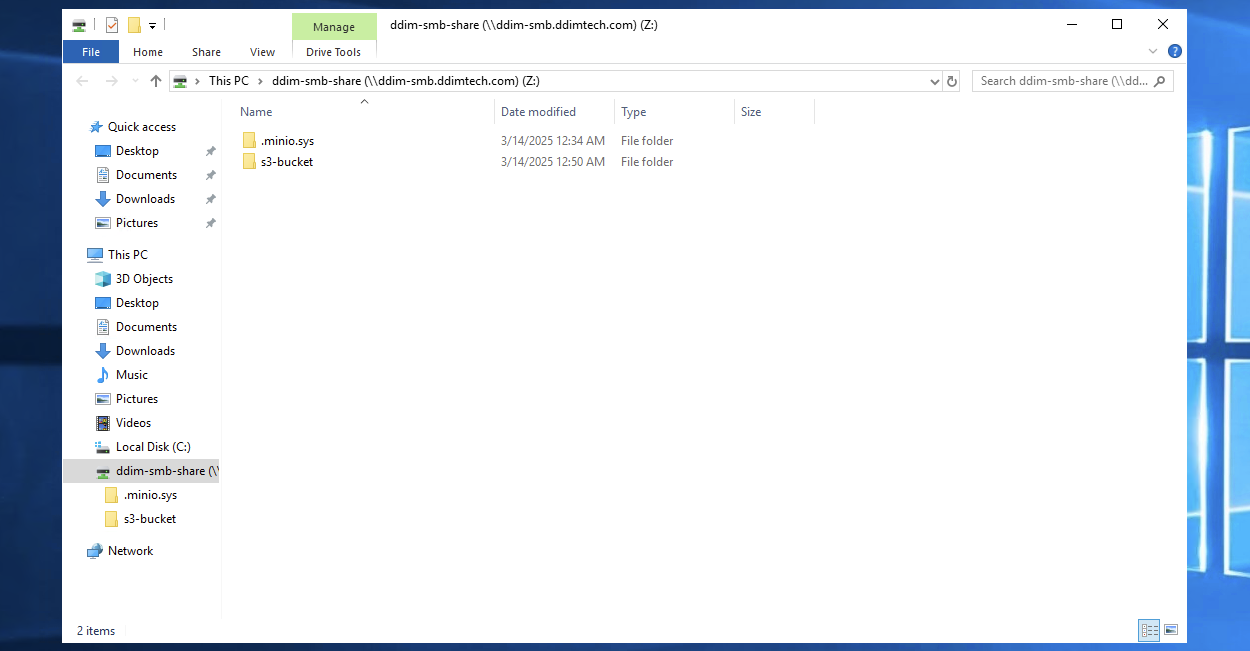 Manage
ddim-smb-share (\\ddim-smb.ddimtech.com) (Z:)
File
Home
Share
View
Drive Tools
This PC
ddim-smb-share (\\ddim-smb.ddimtech.com) (Z:)
Search ddim-smb-share (\\dd...
Name
Date modified
Type
Size
.minio.sys 3/14/2025 12:34 AM File folder
s3-bucket 3/14/2025 12:50 AM File folder
Quick access
Desktop
Documents
Downloads
Pictures
This PC
3D Objects
Desktop
Documents
Downloads
Music
Pictures
Videos
Local Disk (C:)
ddim-smb-share (\\
.minio.sys
s3-bucket
Network
2 items